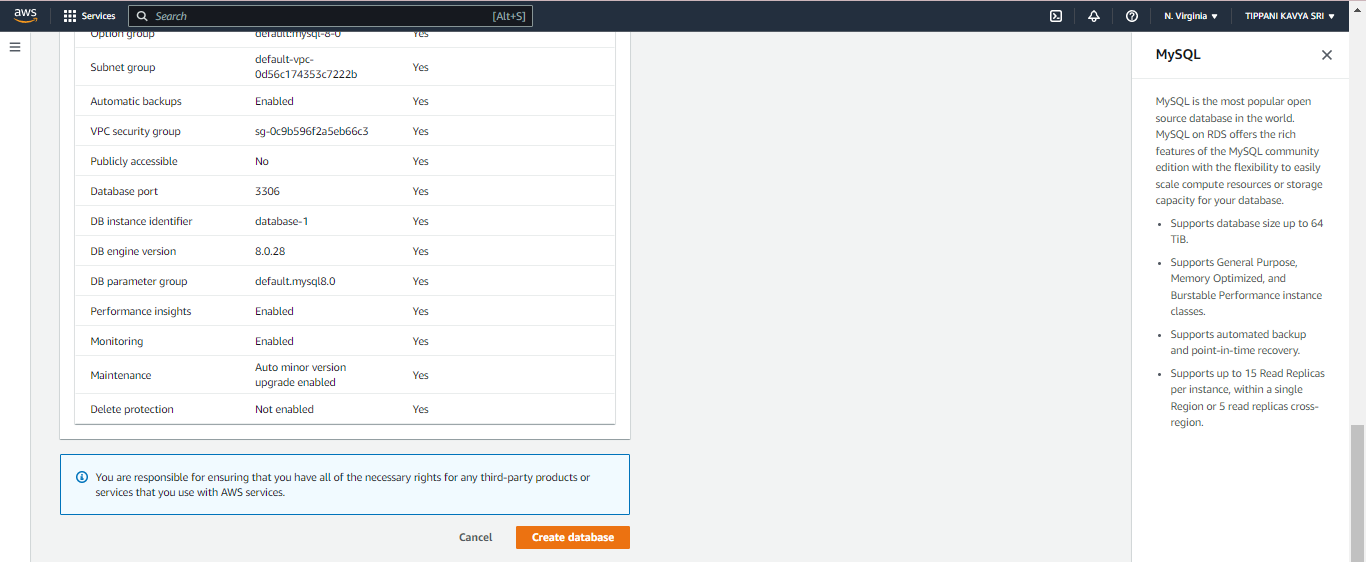 aws Services Search [Alt+S] N. Virginia TIPPANI KAVYA SRI
Option group default:mysql-8-0 Yes
Subnet group default-vpc-0d56c174353c7222b Yes
Automatic backups Enabled Yes
VPC security group sg-0c9b596f2a5eb66c3 Yes
Publicly accessible No Yes
Database port 3306 Yes
DB instance identifier database-1 Yes
DB engine version 8.0.28 Yes
DB parameter group default.mysql8.0 Yes
Performance insights Enabled Yes
Monitoring Enabled Yes
Maintenance Auto minor version upgrade enabled Yes
Delete protection Not enabled Yes
You are responsible for ensuring that you have all of the necessary rights for any third-party products or
services that you use with AWS services.
Cancel Create database
MySQL
MySQL is the most popular open
source database in the world.
MySQL on RDS offers the rich
features of the MySQL community
edition with the flexibility to easily
scale compute resources or storage
capacity for your database.
• Supports database size up to 64
TiB.
• Supports General Purpose,
Memory Optimized, and
Burstable Performance instance
classes.
• Supports automated backup
and point-in-time recovery.
• Supports up to 15 Read Replicas
per instance, within a single
Region or 5 read replicas cross-
region.